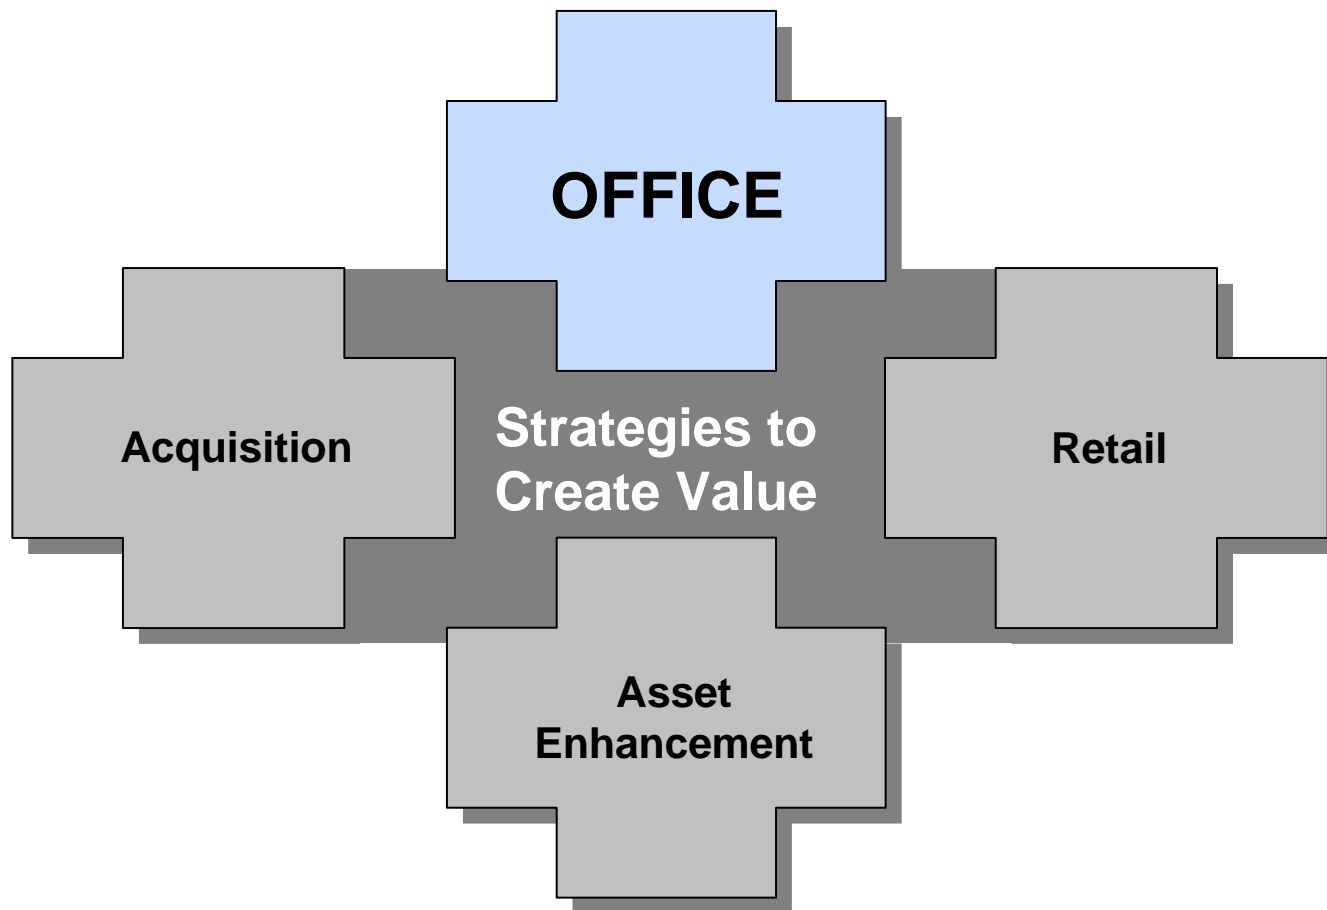 OFFICE
Acquisition
Strategies to
Create Value
Retail
Asset
Enhancement